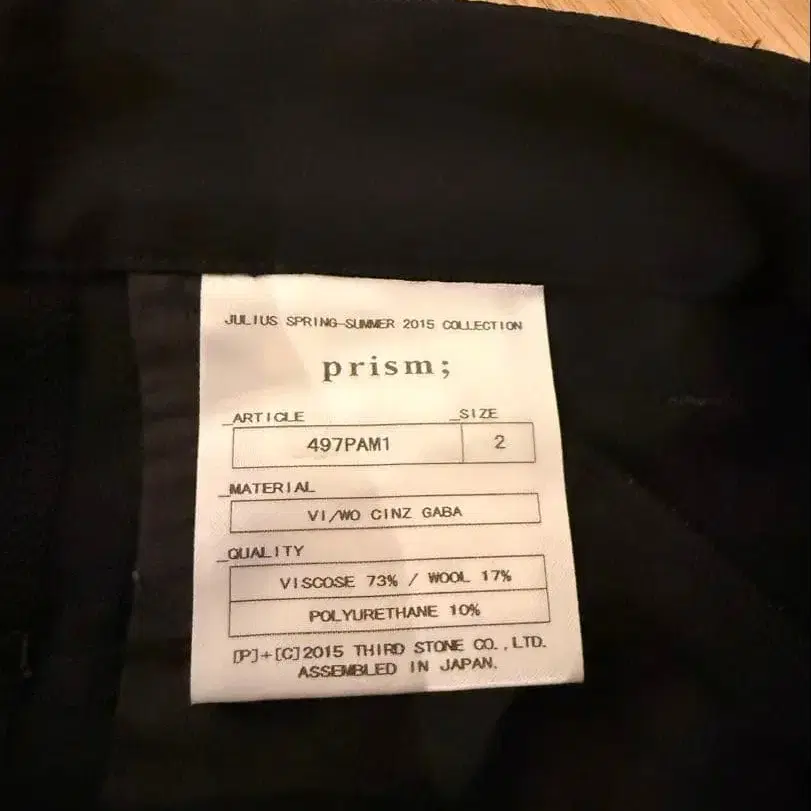 JULIUS SPRING-SUMMER 2015 COLLECTION
prism;
_ARTICLE _SIZE
497PAM1 2
_MATERIAL
VI/WO CINZ GABA
_QUALITY
VISCOSE 73% / WOOL 17%
POLYURETHANE 10%
[P]+[C]2015 THIRD STONE CO.,LTD.
ASSEMBLED IN JAPAN.